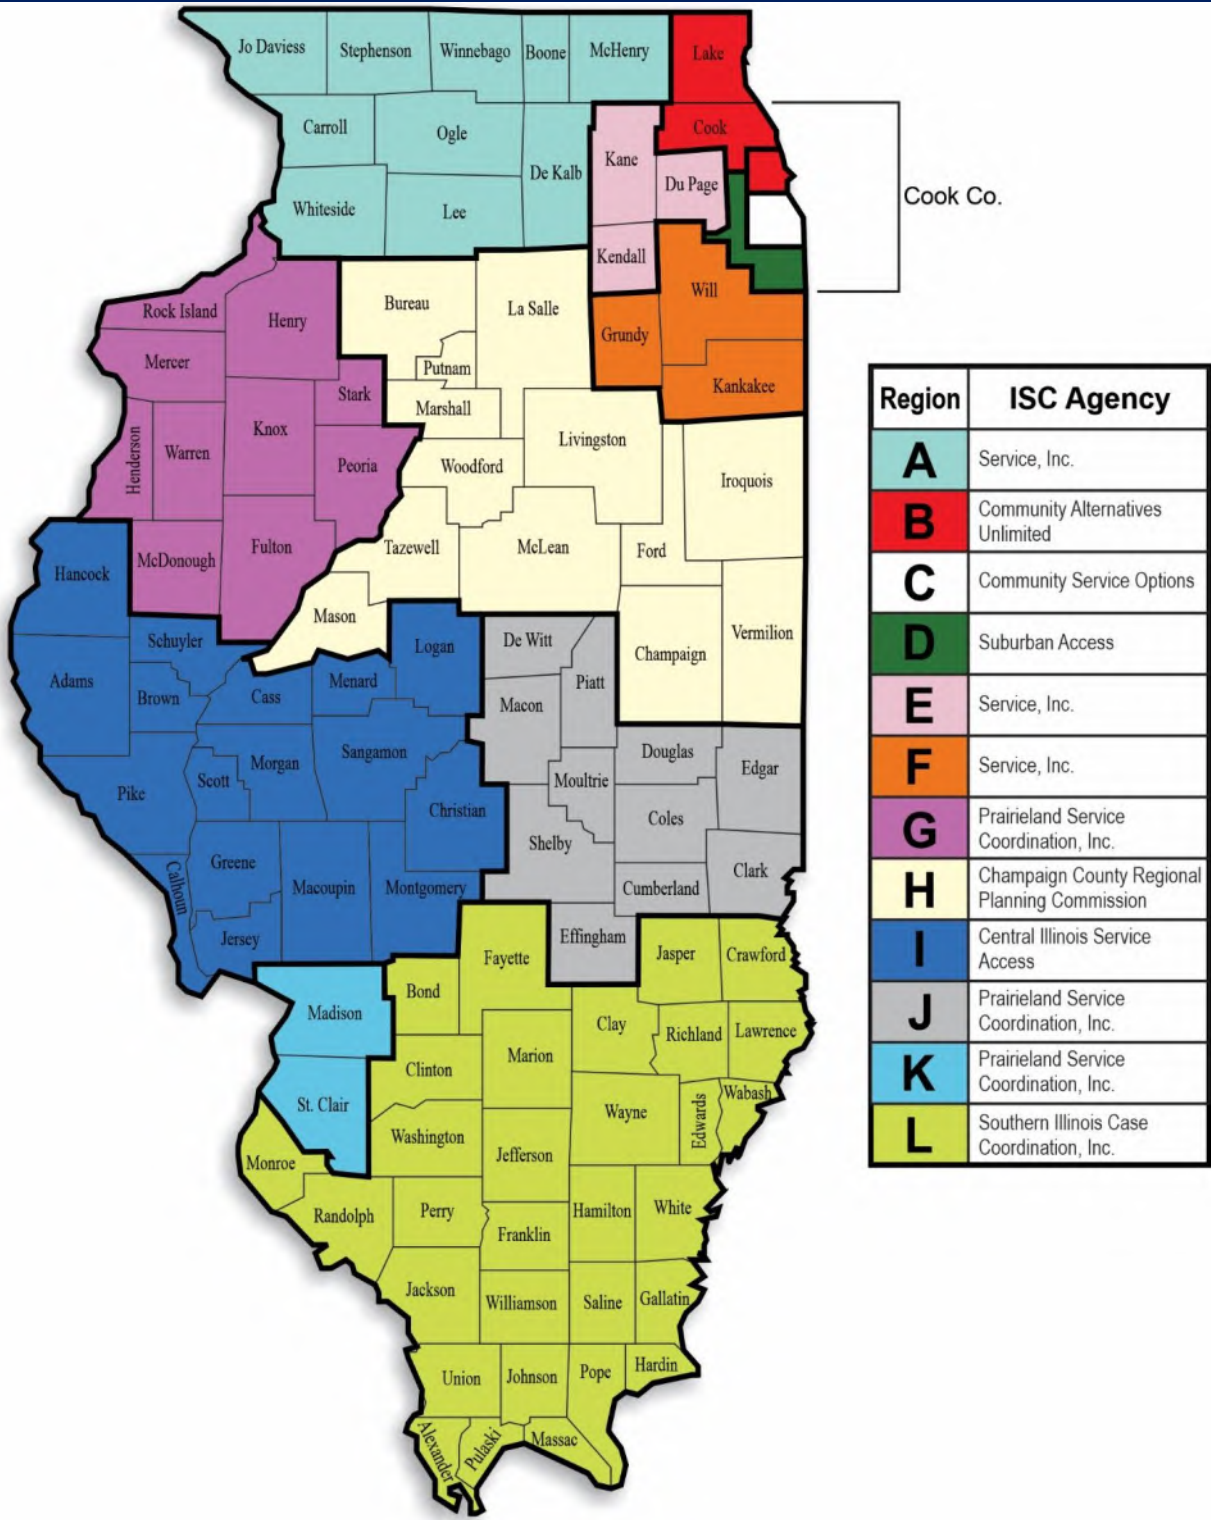 Jo Daviess
Stephenson
Winnebago
Boone
McHenry
Lake
Carroll
Ogle
De Kalb
Kane
Cook
Du Page
Whiteside
Lee
Kendall
Cook Co.
Rock Island
Henry
Bureau
La Salle
Will
Grundy
Mercer
Putnam
Kankakee
Stark
Marshall
Henderson
Warren
Knox
Peoria
Woodford
Livingston
Iroquois
McDonough
Fulton
Tazewell
McLean
Ford
Hancock
Mason
Schuyler
Logan
De Witt
Vermilion
Champaign
Adams
Brown
Cass
Menard
Macon
Piatt
Sangamon
Douglas
Edgar
Pike
Scott
Morgan
Christian
Moultrie
Coles
Shelby
Calhoun
Greene
Macoupin
Montgomery
Cumberland
Clark
Jersey
Effingham
Fayette
Jasper
Crawford
Madison
Bond
Clay
Richland
Lawrence
Clinton
Marion
St. Clair
Wayne
Edwards
Wabash
Washington
Jefferson
Monroe
Randolph
Perry
Franklin
Hamilton
White
Jackson
Williamson
Saline
Gallatin
Union
Johnson
Pope
Hardin
Alexander
Pulaski
Massac
Region ISC Agency
A Service, Inc.
B Community Alternatives
Unlimited
C Community Service Options
D Suburban Access
E Service, Inc.
F Service, Inc.
G Prairieland Service
Coordination, Inc.
H Champaign County Regional
Planning Commission
I Central Illinois Service
Access
J Prairieland Service
Coordination, Inc.
K Prairieland Service
Coordination, Inc.
L Southern Illinois Case
Coordination, Inc.